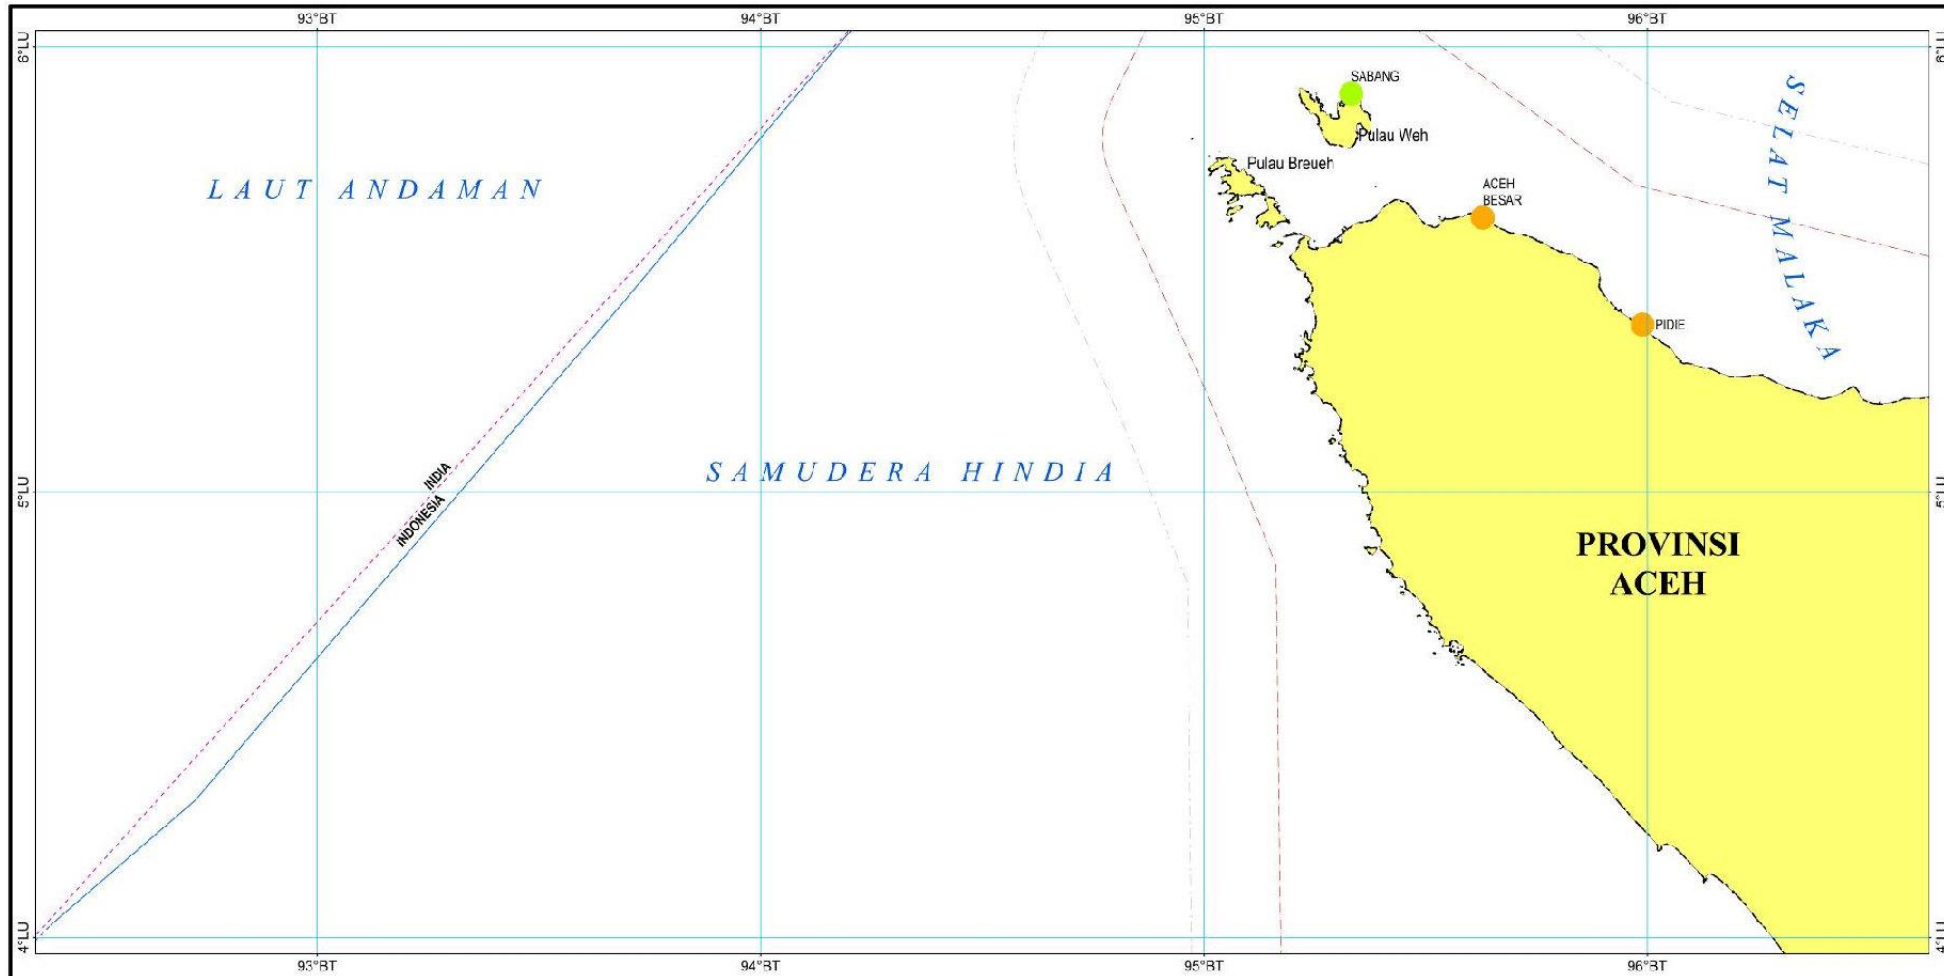 93°BT 94°BT 95°BT 96°BT
6°LU 6°LU
SABANG
Pulau Weh
Pulau Breueh
LAUT ANDAMAN
ACEH
BESAR
SELAT MALAKA
PIDIE
INDIA
INDONESIA
SAMUDERA HINDIA
5°LU 5°LU
PROVINSI
ACEH
4°LU 4°LU
93°BT 94°BT 95°BT 96°BT